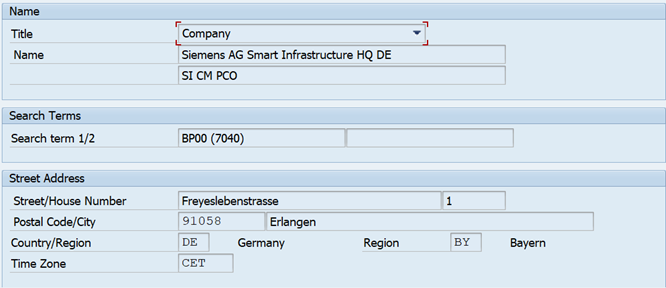 Name
Title Company
Name Siemens AG Smart Infrastructure HQ DE
SI CM PCO
Search Terms
Search term 1/2 BP00 (7040)
Street Address
Street/House Number Freyeslebenstrasse 1
Postal Code/City 91058 Erlangen
Country/Region DE Germany Region BY Bayern
Time Zone CET